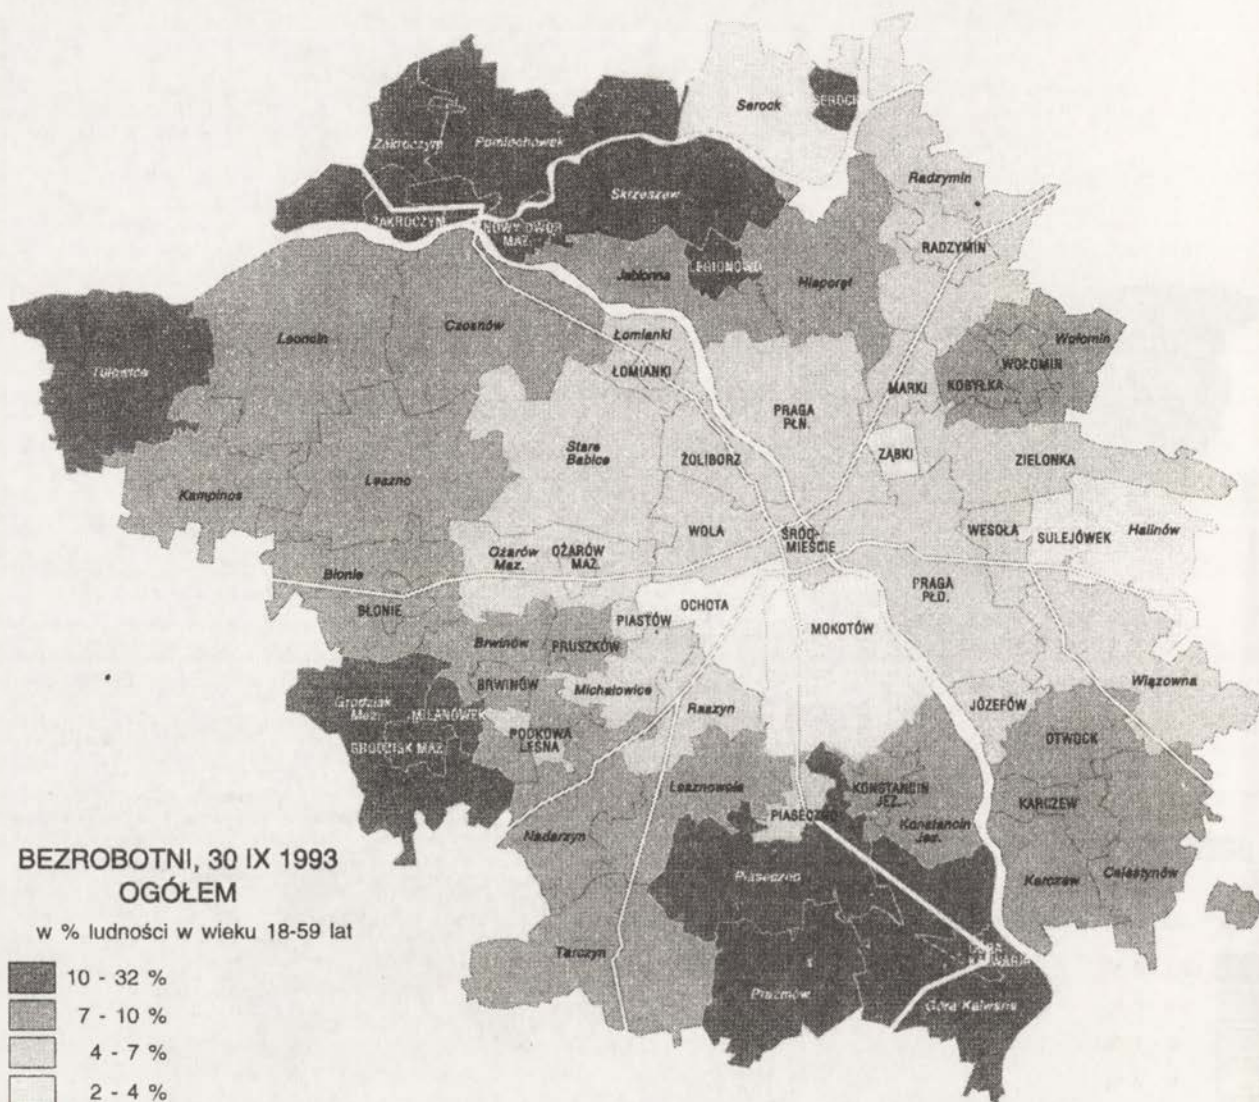 Serock
SEROCK
Zakroczym
Pomiechówek
Radzymin
Skrzeszew
ZAKROCZYM
NOWY DWÓR
MAZ.
RADZYMIN
LEGIONOWO
Jabłonna
Nieporęt
Leoncin
Czosnów
Łomianki
Wołomin
Tułowice
ŁOMIANKI
WOŁOMIN
MARKI
KOBYŁKA
PRAGA
PŁN.
Stare
Babice
ŻOLIBORZ
ZĄBKI
ZIELONKA
Leszno
Kampinos
WOLA
ŚRÓD-
MIEŚCIE
WESOŁA
SULEJÓWEK
Halinów
Ożarów
Maz.
OŻARÓW
MAZ.
Błonie
BŁONIE
PRAGA
PŁD.
OCHOTA
PIASTÓW
MOKOTÓW
Brwinów
PRUSZKÓW
BRWINÓW
Michałowice
Wiązowna
Grodzisk
Maz.
MILANÓWEK
Raszyn
JÓZEFÓW
GRODZISK MAZ.
PODKOWA
LEŚNA
OTWOCK
Lesznowola
KONSTANCIN
JEZ.
KARCZEW
PIASECZNO
Nadarzyn
Konstancin
Jez.
Piaseczno
Karczew
Celestynów
Tarczyn
GÓRA
KALWARIA
Prażmów
Góra Kalwaria
BEZROBOTNI, 30 IX 1993
OGÓŁEM
w % ludności w wieku 18-59 lat
10 - 32 %
7 - 10 %
4 - 7 %
2 - 4 %